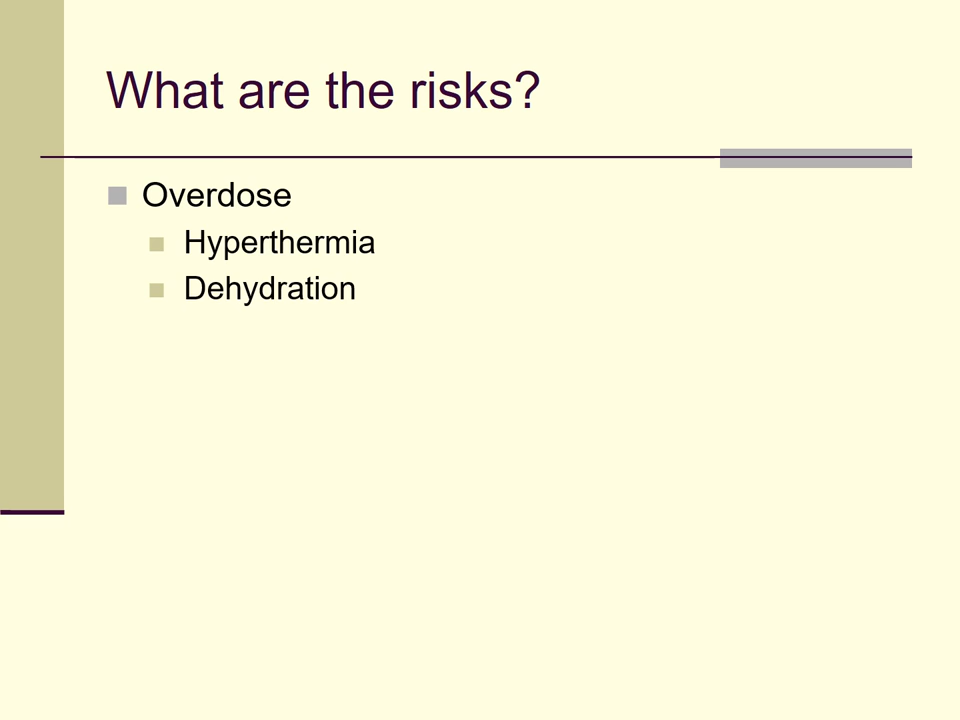 What are the risks?
Overdose
Hyperthermia
Dehydration